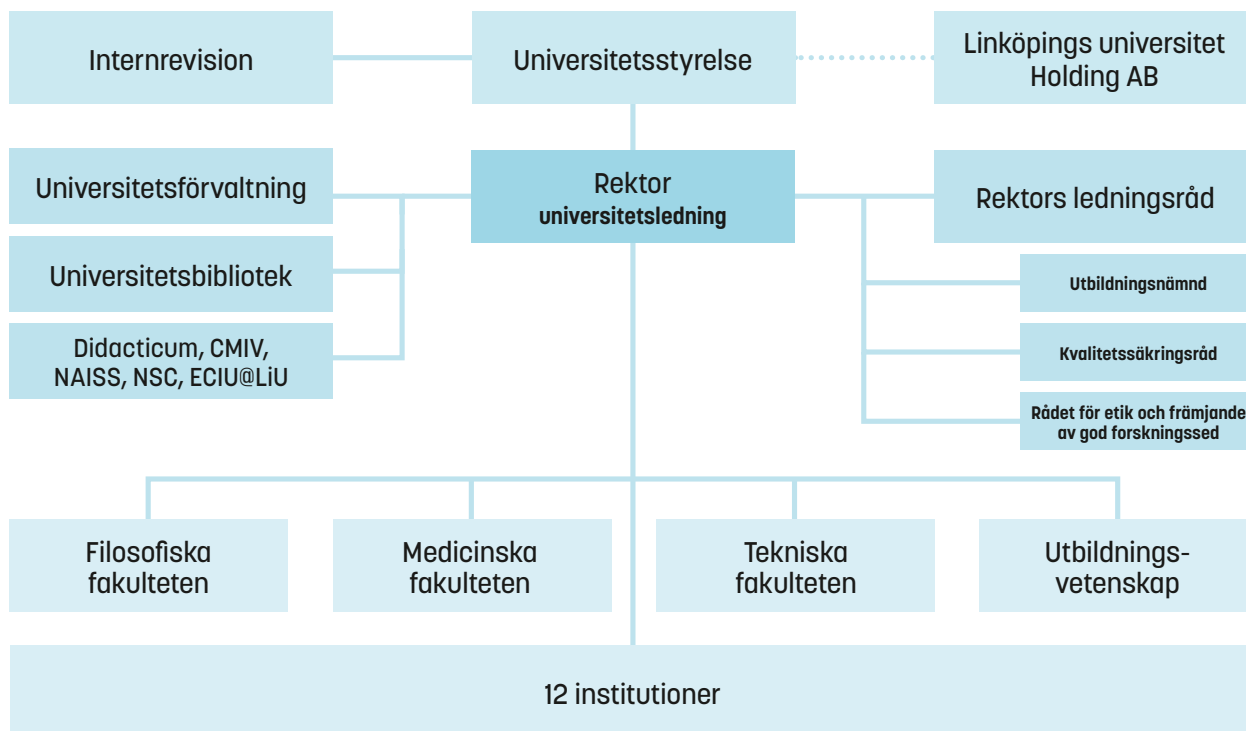 Internrevision
Universitetsstyrelse
Linköpings universitet
Holding AB
Universitetsförvaltning
Rektor
universitetsledning
Rektors ledningsråd
Universitetsbibliotek
Utbildningsnämnd
Didacticum, CMIV,
NAISS, NSC, ECIU@LiU
Kvalitetssäkringsråd
Rådet för etik och främjande
av god forskningssed
Filosofiska
fakulteten
Medicinska
fakulteten
Tekniska
fakulteten
Utbildnings-
vetenskap
12 institutioner